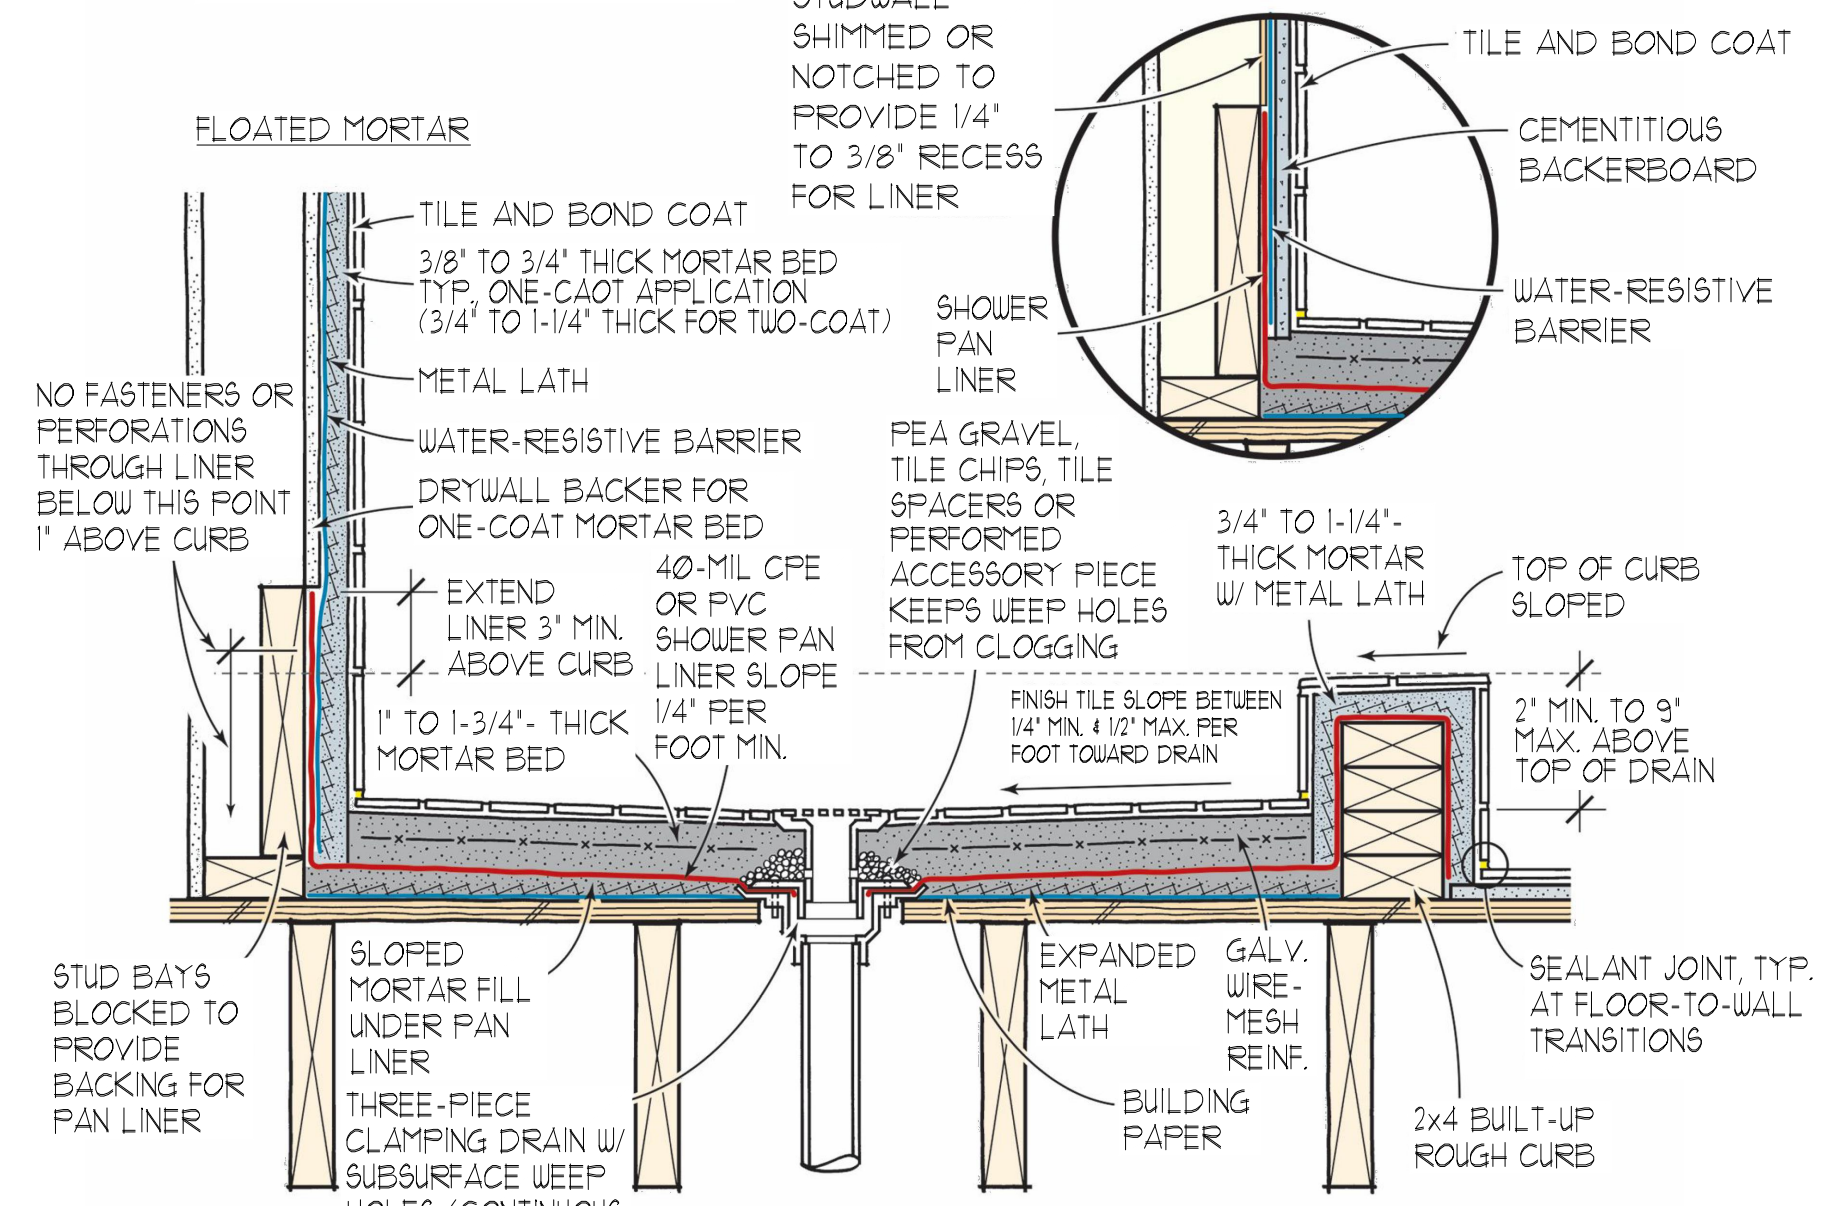 STUDWALL
SHIMMED OR
NOTCHED TO
PROVIDE 1/4"
TO 3/8" RECESS
FOR LINER
TILE AND BOND COAT
CEMENTITIOUS
BACKERBOARD
WATER-RESISTIVE
BARRIER
SHOWER
PAN
LINER
FLOATED MORTAR
TILE AND BOND COAT
3/8" TO 3/4" THICK MORTAR BED
TYP., ONE-CAOT APPLICATION
(3/4" TO 1-1/4" THICK FOR TWO-COAT)
METAL LATH
WATER-RESISTIVE BARRIER
DRYWALL BACKER FOR
ONE-COAT MORTAR BED
NO FASTENERS OR
PERFORATIONS
THROUGH LINER
BELOW THIS POINT
1" ABOVE CURB
EXTEND
LINER 3" MIN.
ABOVE CURB
40-MIL CPE
OR PVC
SHOWER PAN
LINER SLOPE
1/4" PER
FOOT MIN.
1" TO 1-3/4"- THICK
MORTAR BED
PEA GRAVEL,
TILE CHIPS, TILE
SPACERS OR
PERFORMED
ACCESSORY PIECE
KEEPS WEEP HOLES
FROM CLOGGING
FINISH TILE SLOPE BETWEEN
1/4" MIN. & 1/2" MAX. PER
FOOT TOWARD DRAIN
3/4" TO 1-1/4"-
THICK MORTAR
W/ METAL LATH
TOP OF CURB
SLOPED
2" MIN. TO 9"
MAX. ABOVE
TOP OF DRAIN
STUD BAYS
BLOCKED TO
PROVIDE
BACKING FOR
PAN LINER
SLOPED
MORTAR FILL
UNDER PAN
LINER
THREE-PIECE
CLAMPING DRAIN W/
SUBSURFACE WEEP
HOLES (CONTINUOUS
EXPANDED
METAL
LATH
GALV.
WIRE-
MESH
REINF.
BUILDING
PAPER
2x4 BUILT-UP
ROUGH CURB
SEALANT JOINT, TYP.
AT FLOOR-TO-WALL
TRANSITIONS